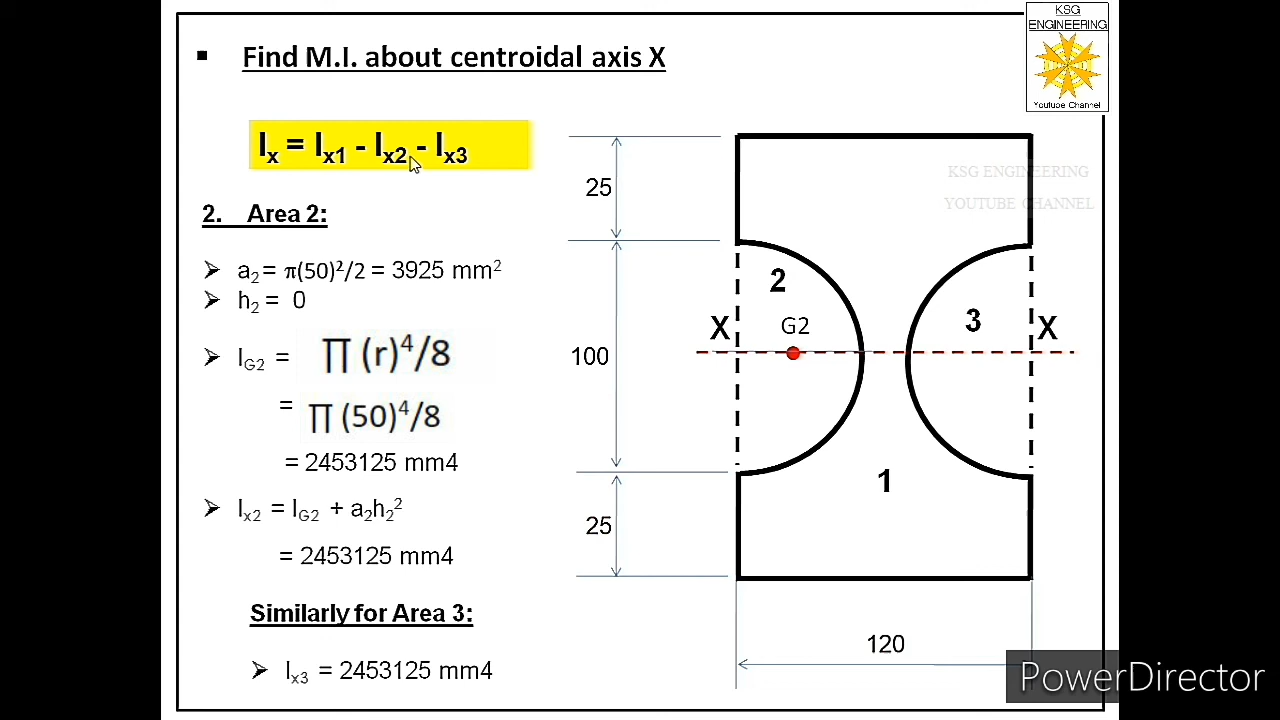 KSG
ENGINEERING
Youtube Channel
▪ Find M.I. about centroidal axis X
Ix = Ix1 - Ix2 - Ix3
2. Area 2:
➢ a2 = π(50)²/2 = 3925 mm²
➢ h2 = 0
➢ IG2 = ∏ (r)⁴/8
= ∏ (50)⁴/8
= 2453125 mm4
➢ Ix2 = IG2 + a2h2²
= 2453125 mm4
Similarly for Area 3:
➢ Ix3 = 2453125 mm4
KSG ENGINEERING
YOUTUBE CHANNEL
25
100
25
2
G2
3
X
X
1
120
PowerDirector